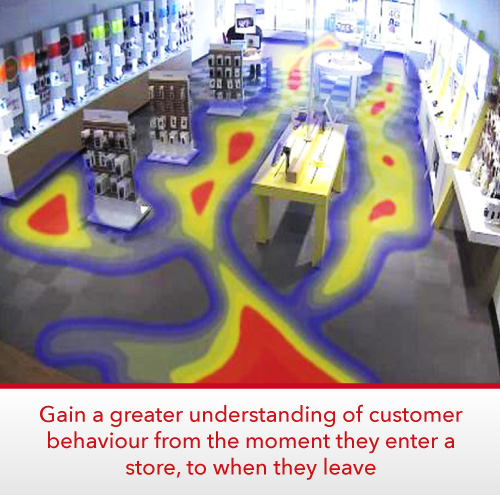 Gain a greater understanding of customer
behaviour from the moment they enter a
store, to when they leave